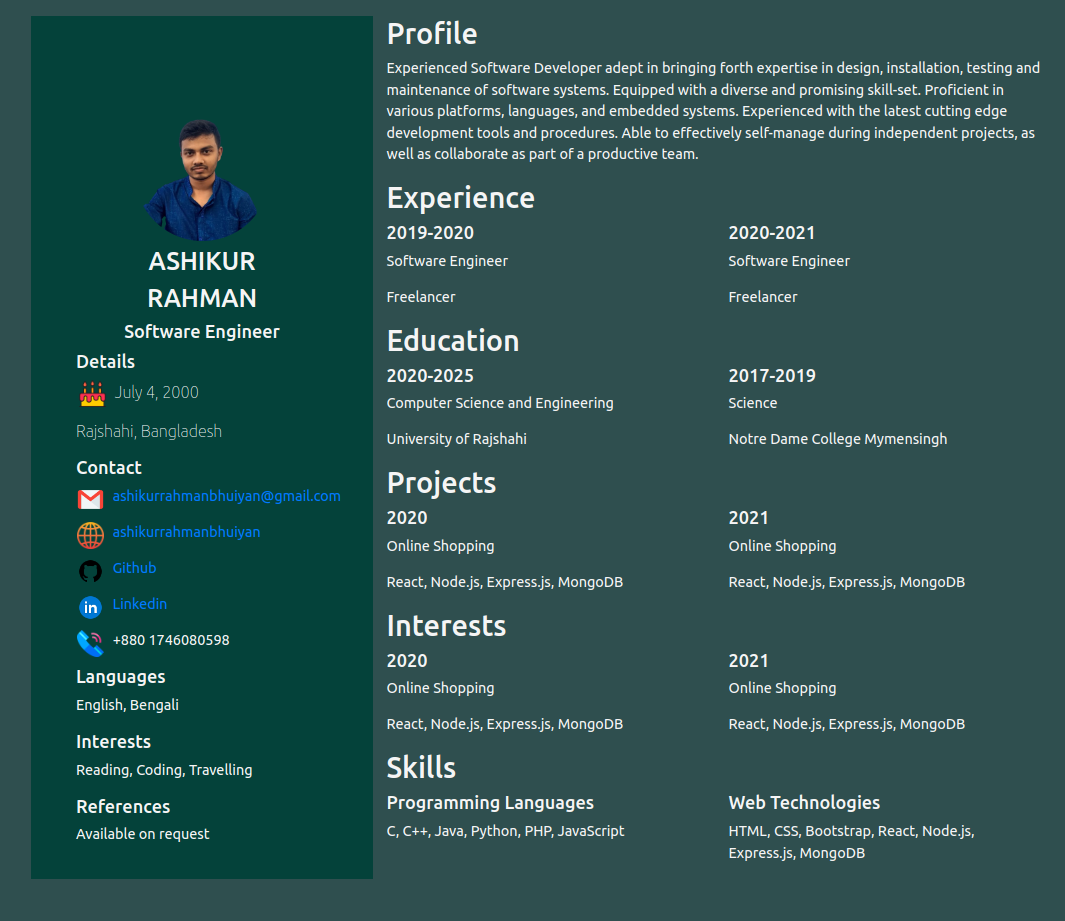 ASHIKUR
RAHMAN
Software Engineer
Details
July 4, 2000
Rajshahi, Bangladesh
Contact
ashikurrahmanbhuiyan@gmail.com
ashikurrahmanbhuiyan
Github
in
Linkedin
+880 1746080598
Languages
English, Bengali
Interests
Reading, Coding, Travelling
References
Available on request
Profile
Experienced Software Developer adept in bringing forth expertise in design, installation, testing and
maintenance of software systems. Equipped with a diverse and promising skill-set. Proficient in
various platforms, languages, and embedded systems. Experienced with the latest cutting edge
development tools and procedures. Able to effectively self-manage during independent projects, as
well as collaborate as part of a productive team.
Experience
2019-2020
Software Engineer
Freelancer
2020-2021
Software Engineer
Freelancer
Education
2020-2025
Computer Science and Engineering
University of Rajshahi
2017-2019
Science
Notre Dame College Mymensingh
Projects
2020
Online Shopping
React, Node.js, Express.js, MongoDB
2021
Online Shopping
React, Node.js, Express.js, MongoDB
Interests
2020
Online Shopping
React, Node.js, Express.js, MongoDB
2021
Online Shopping
React, Node.js, Express.js, MongoDB
Skills
Programming Languages
C, C++, Java, Python, PHP, JavaScript
Web Technologies
HTML, CSS, Bootstrap, React, Node.js,
Express.js, MongoDB